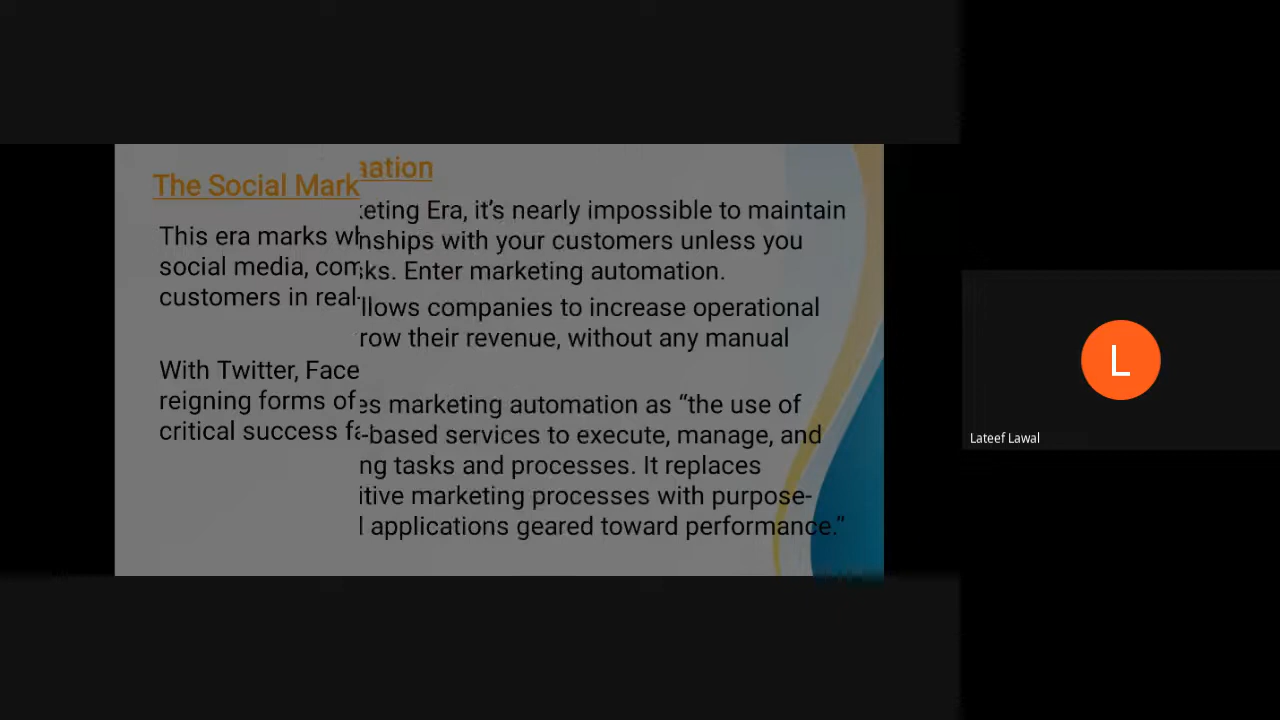 The Social Mark
This era marks wh
social media, com
customers in real-
With Twitter, Face
reigning forms of
critical success fa
ation
keting Era, it’s nearly impossible to maintain
nships with your customers unless you
sks. Enter marketing automation.
llows companies to increase operational
row their revenue, without any manual
es marketing automation as “the use of
-based services to execute, manage, and
ng tasks and processes. It replaces
itive marketing processes with purpose-
applications geared toward performance.”
L
Lateef Lawal